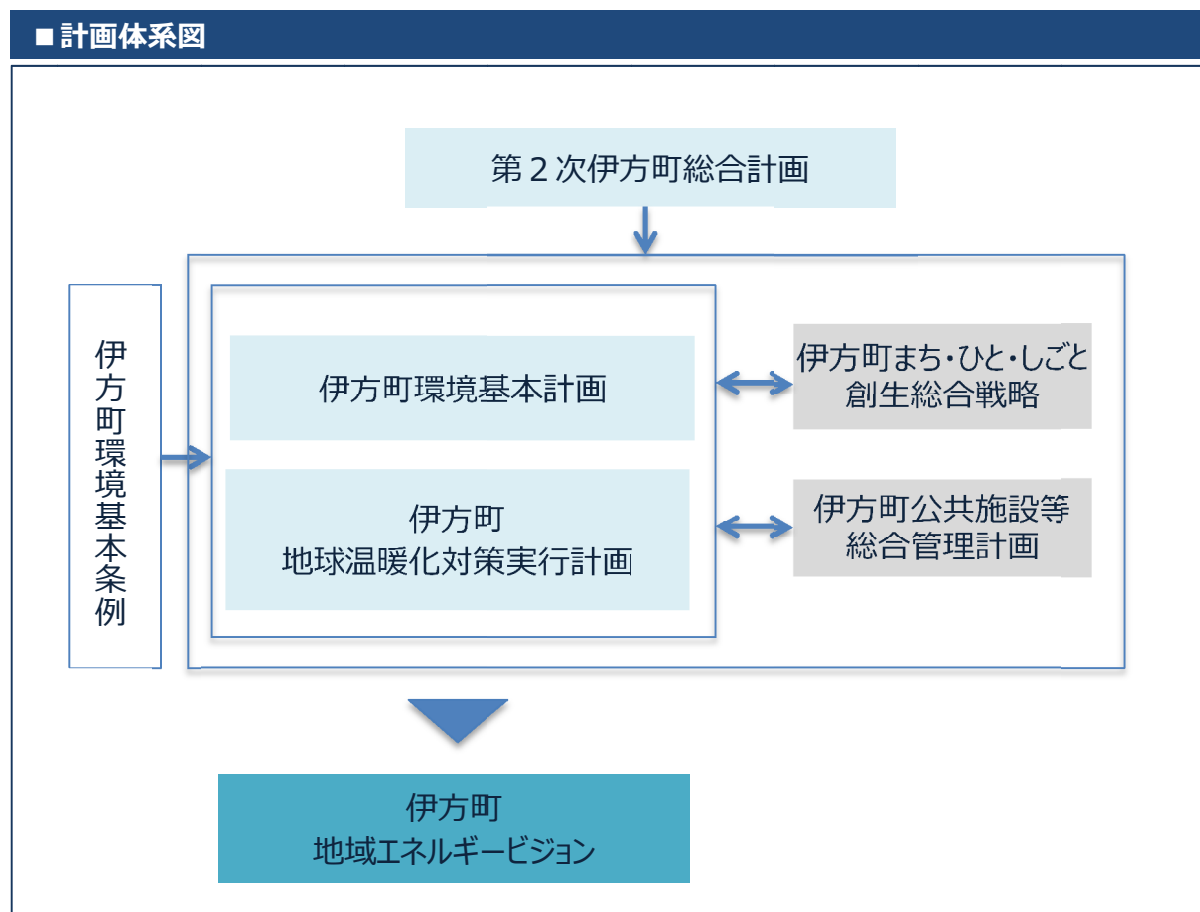 ■計画体系図
第２次伊方町総合計画
伊方町環境基本条例
伊方町環境基本計画
伊方町
地球温暖化対策実行計画
伊方町まち・ひと・しごと
創生総合戦略
伊方町公共施設等
総合管理計画
伊方町
地域エネルギービジョン